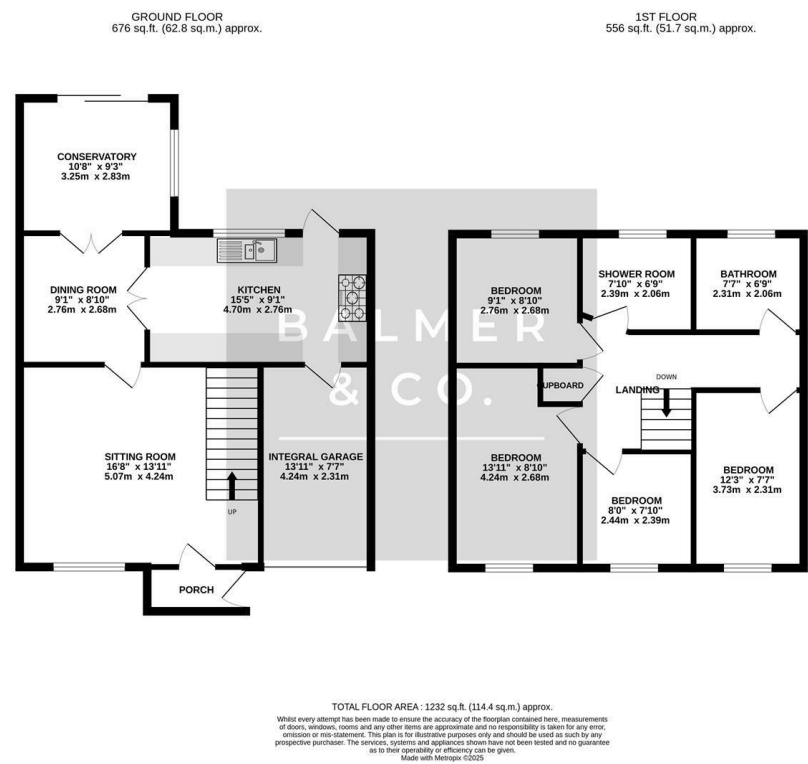 GROUND FLOOR
676 sq.ft. (62.8 sq.m.) approx.
1ST FLOOR
556 sq.ft. (51.7 sq.m.) approx.
CONSERVATORY
10'8" x 9'3"
3.25m x 2.83m
DINING ROOM
9'1" x 8'10"
2.76m x 2.68m
KITCHEN
15'5" x 9'1"
4.70m x 2.76m
SITTING ROOM
16'8" x 13'11"
5.07m x 4.24m
UP
INTEGRAL GARAGE
13'11" x 7'7"
4.24m x 2.31m
PORCH
BALMER
& CO.
BEDROOM
9'1" x 8'10"
2.76m x 2.68m
SHOWER ROOM
7'10" x 6'9"
2.39m x 2.06m
BATHROOM
7'7" x 6'9"
2.31m x 2.06m
CUPBOARD
LANDING
DOWN
BEDROOM
13'11" x 8'10"
4.24m x 2.68m
BEDROOM
8'0" x 7'10"
2.44m x 2.39m
BEDROOM
12'3" x 7'7"
3.73m x 2.31m
TOTAL FLOOR AREA : 1232 sq.ft. (114.4 sq.m.) approx.
Whilst every attempt has been made to ensure the accuracy of the floorplan contained here, measurements
of doors, windows, rooms and any other items are approximate and no responsibility is taken for any error,
omission or mis-statement. This plan is for illustrative purposes only and should be used as such by any
prospective purchaser. The services, systems and appliances shown have not been tested and no guarantee
as to their operability or efficiency can be given.
Made with Metropix ©2025